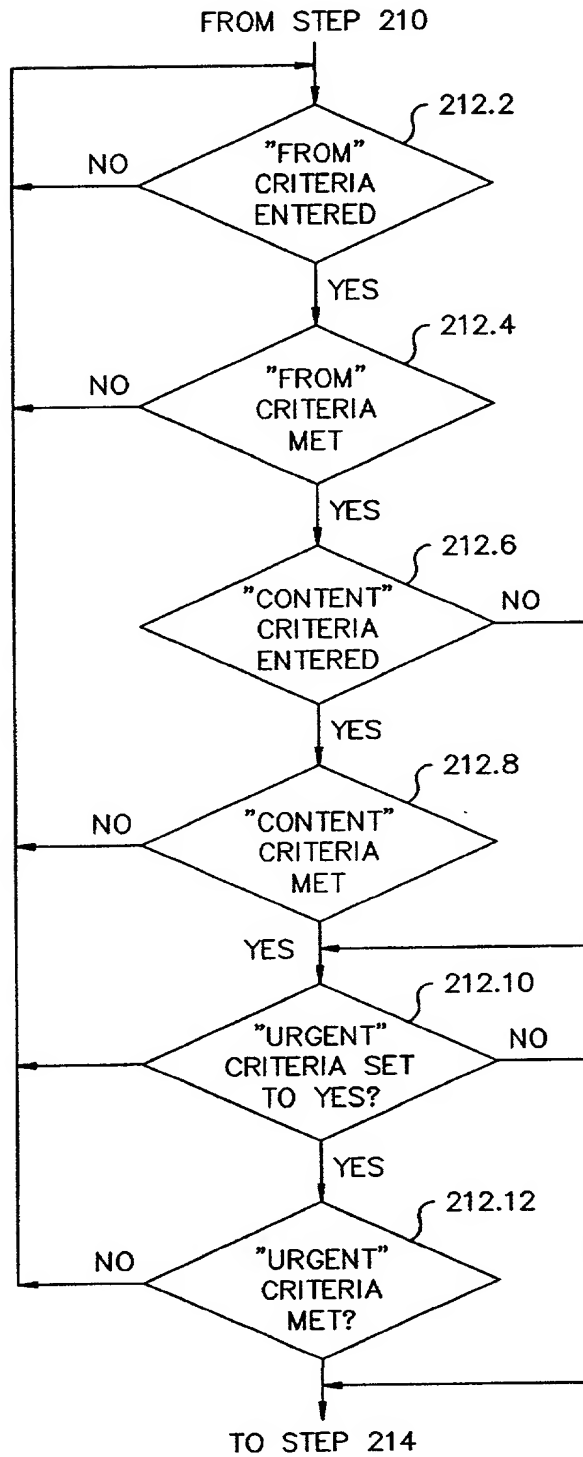 FROM STEP 210
212.2
NO
"FROM"
CRITERIA
ENTERED
YES
212.4
NO
"FROM"
CRITERIA
MET
YES
212.6
NO
"CONTENT"
CRITERIA
ENTERED
YES
212.8
NO
"CONTENT"
CRITERIA
MET
YES
212.10
NO
"URGENT"
CRITERIA SET
TO YES?
YES
212.12
NO
"URGENT"
CRITERIA
MET?
TO STEP 214